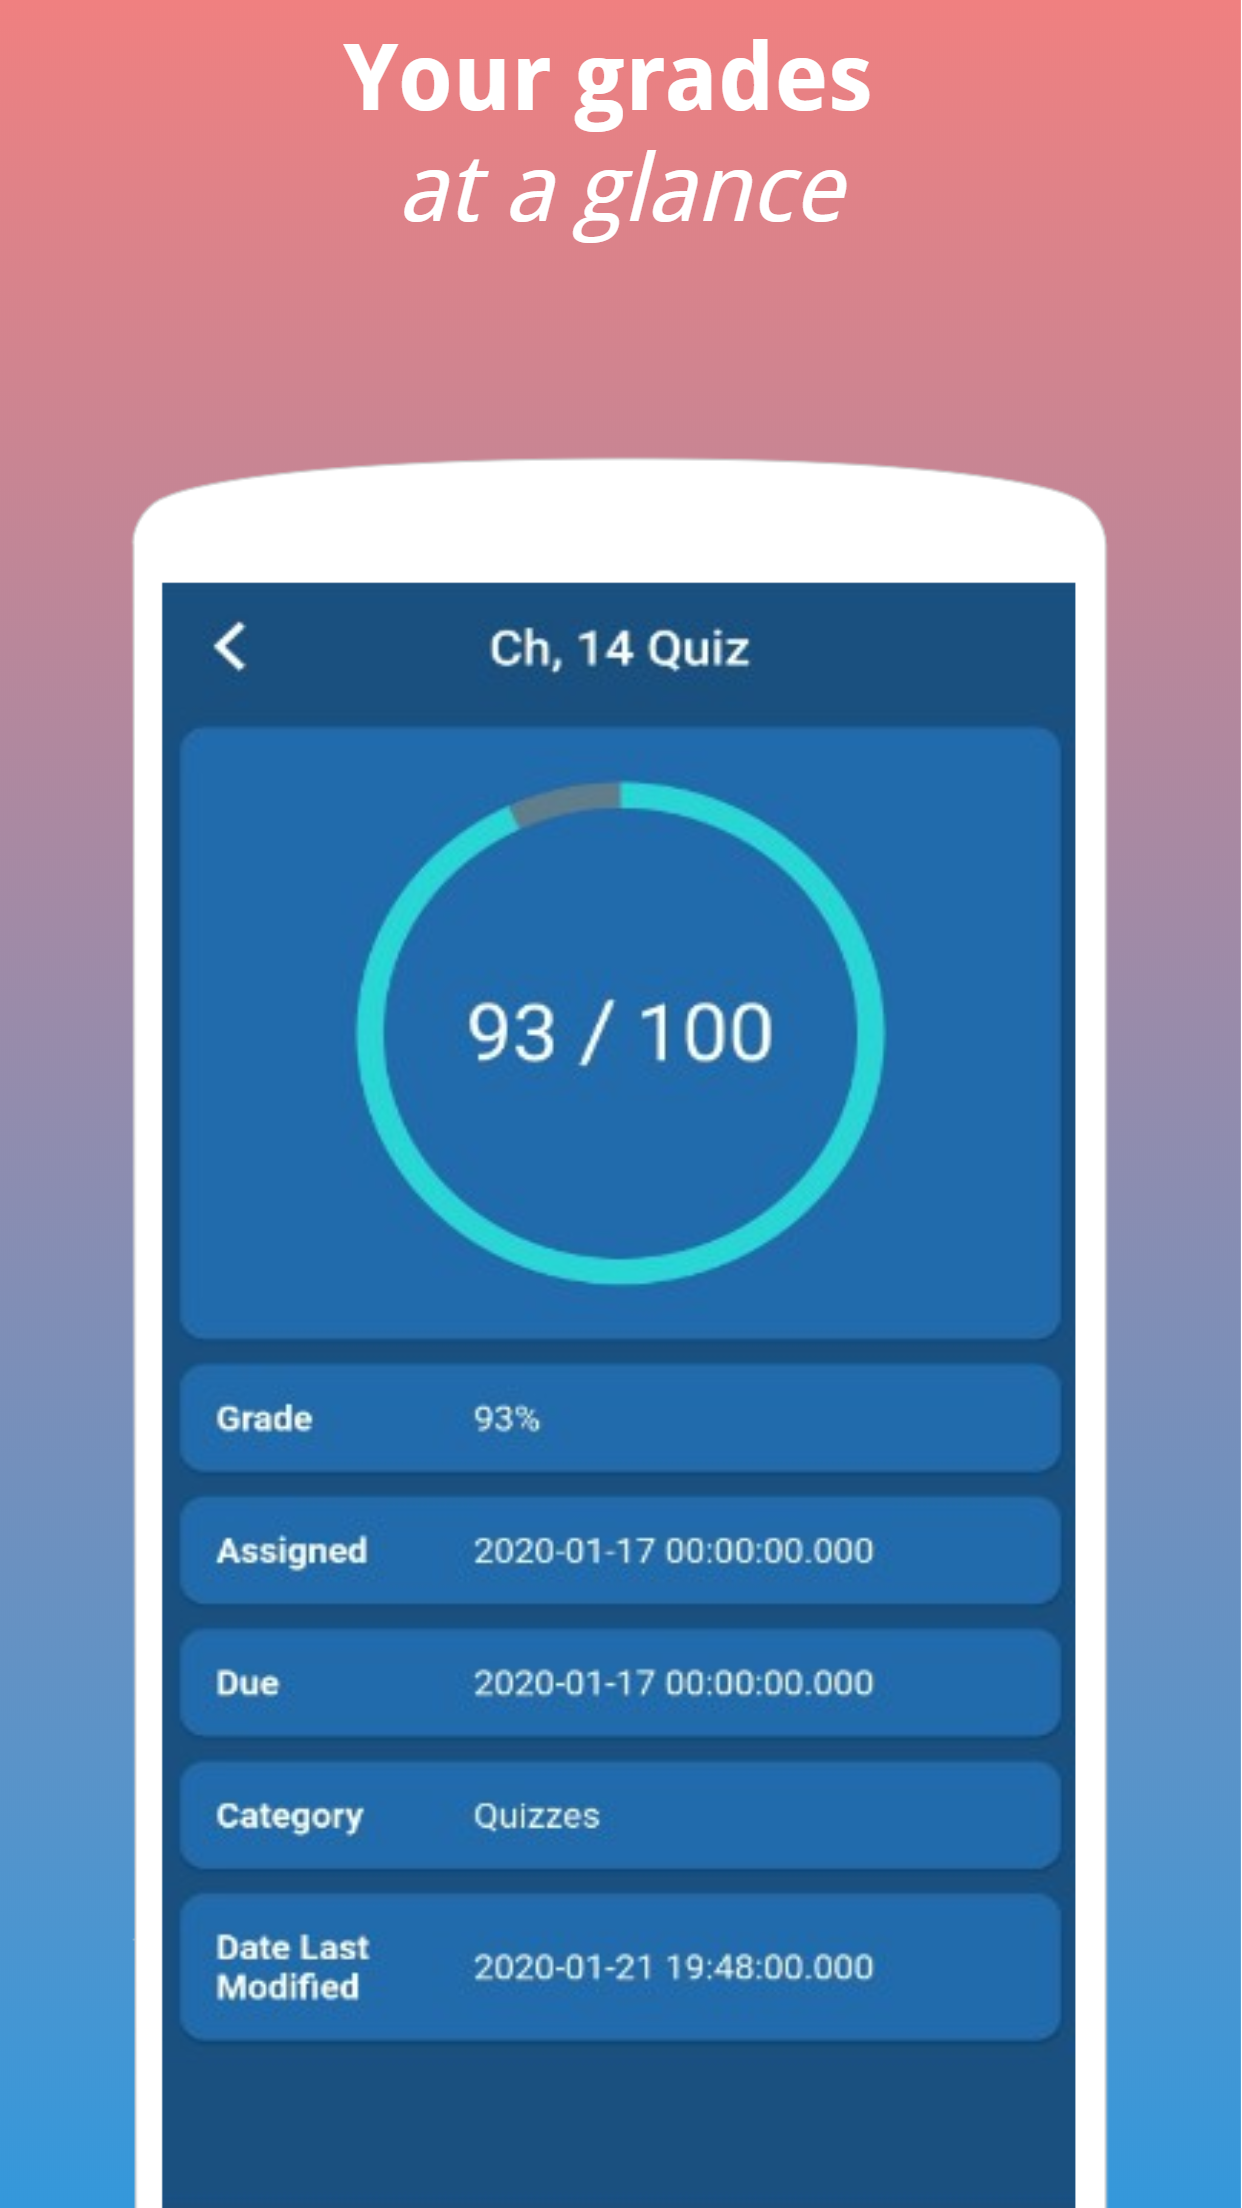 Your grades
at a glance
Ch, 14 Quiz
93 / 100
Grade 93%
Assigned 2020-01-17 00:00:00.000
Due 2020-01-17 00:00:00.000
Category Quizzes
Date Last
Modified 2020-01-21 19:48:00.000